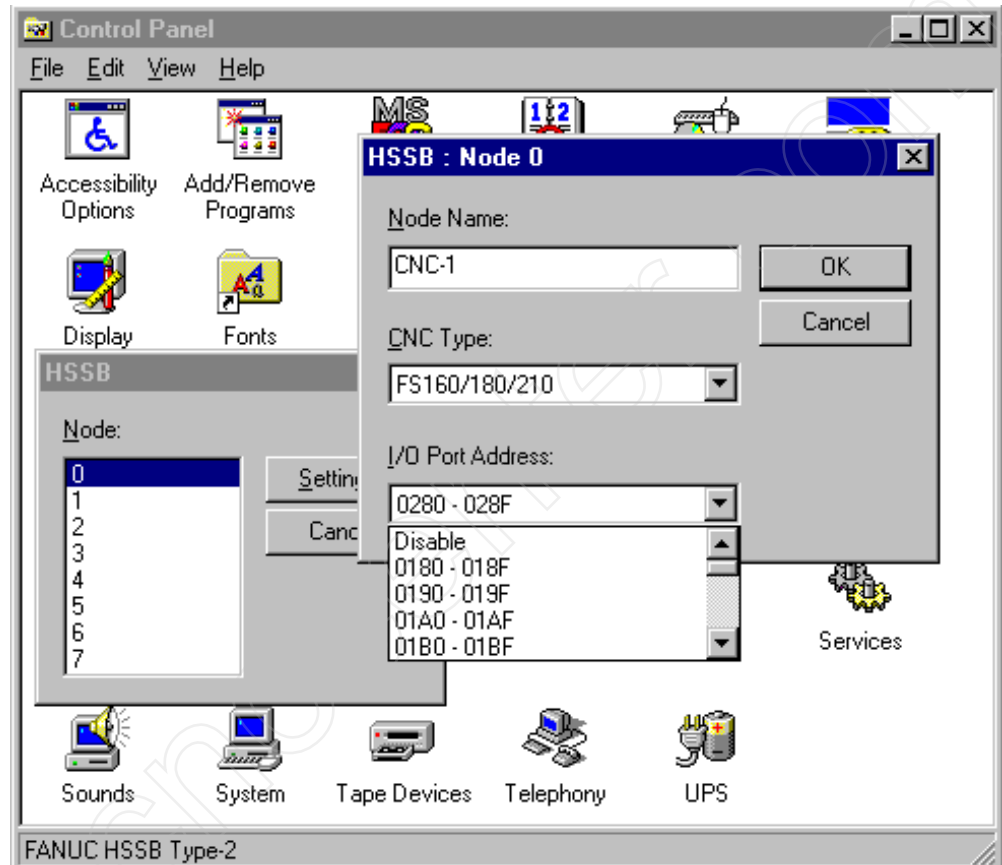 Control Panel
File Edit View Help
MS
1 2
Accessibility
Options
Add/Remove
Programs
Display
Fonts
HSSB : Node 0
Node Name:
CNC-1
OK
Cancel
CNC Type:
FS160/180/210
I/O Port Address:
0280 - 028F
Disable
0180 - 018F
0190 - 019F
01A0 - 01AF
01B0 - 01BF
HSSB
Node:
0
1
2
3
4
5
6
7
Services
Sounds
System
Tape Devices
Telephony
UPS
FANUC HSSB Type-2